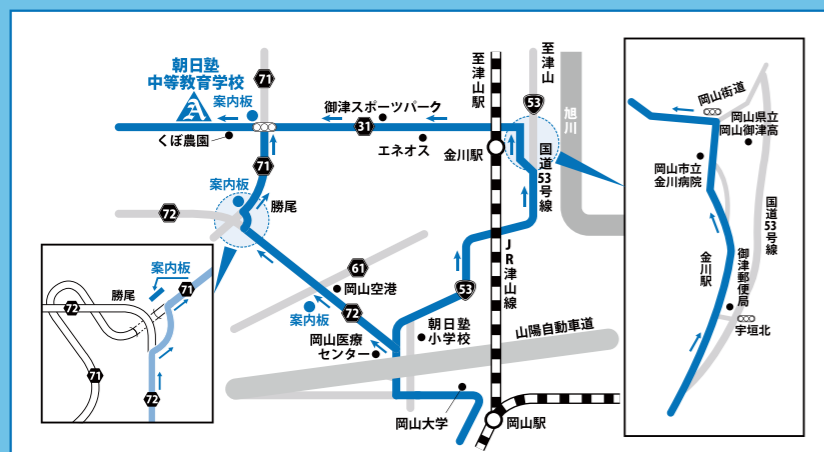 朝日塾
中等教育学校
案内板
71
御津スポーツパーク
31
くぼ農園
エネオス
至津山駅
至津山
53
旭川
金川駅
国道53号線
71
案内板
勝尾
72
61
岡山空港
72
案内板
53
JR津山線
岡山医療
センター
朝日塾
小学校
山陽自動車道
岡山大学
岡山駅
案内板
勝尾
71
72
71
72
岡山街道
岡山県立
岡山御津高
岡山市立
金川病院
国道53号線
金川駅
御津郵便局
宇垣北